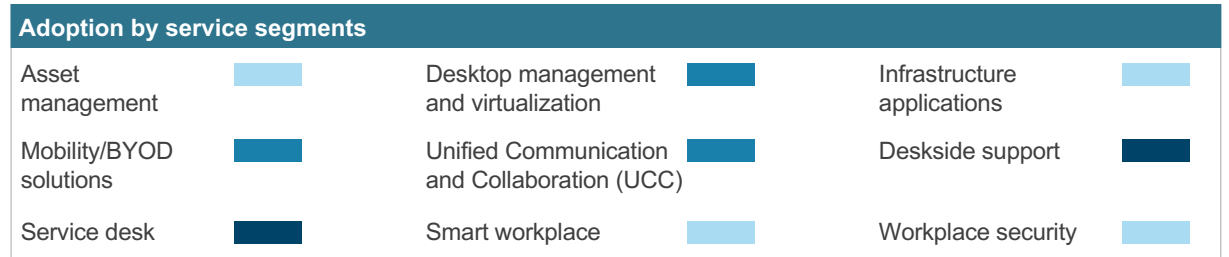 Adoption by service segments
Asset
management
Desktop management
and virtualization
Infrastructure
applications
Mobility/BYOD
solutions
Unified Communication
and Collaboration (UCC)
Deskside support
Service desk
Smart workplace
Workplace security